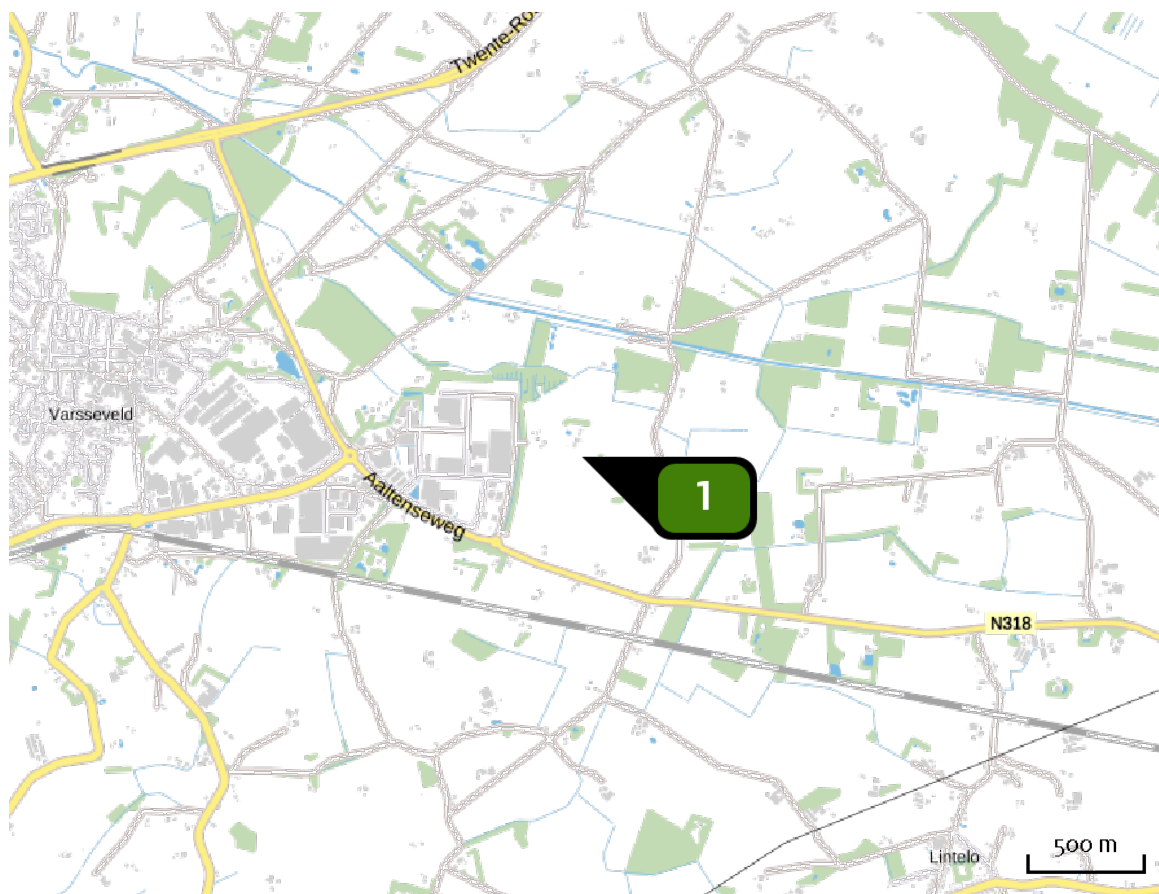 Twente-Ro
Varsseveld
Aaltenseweg
1
N318
Lintelo
500 m